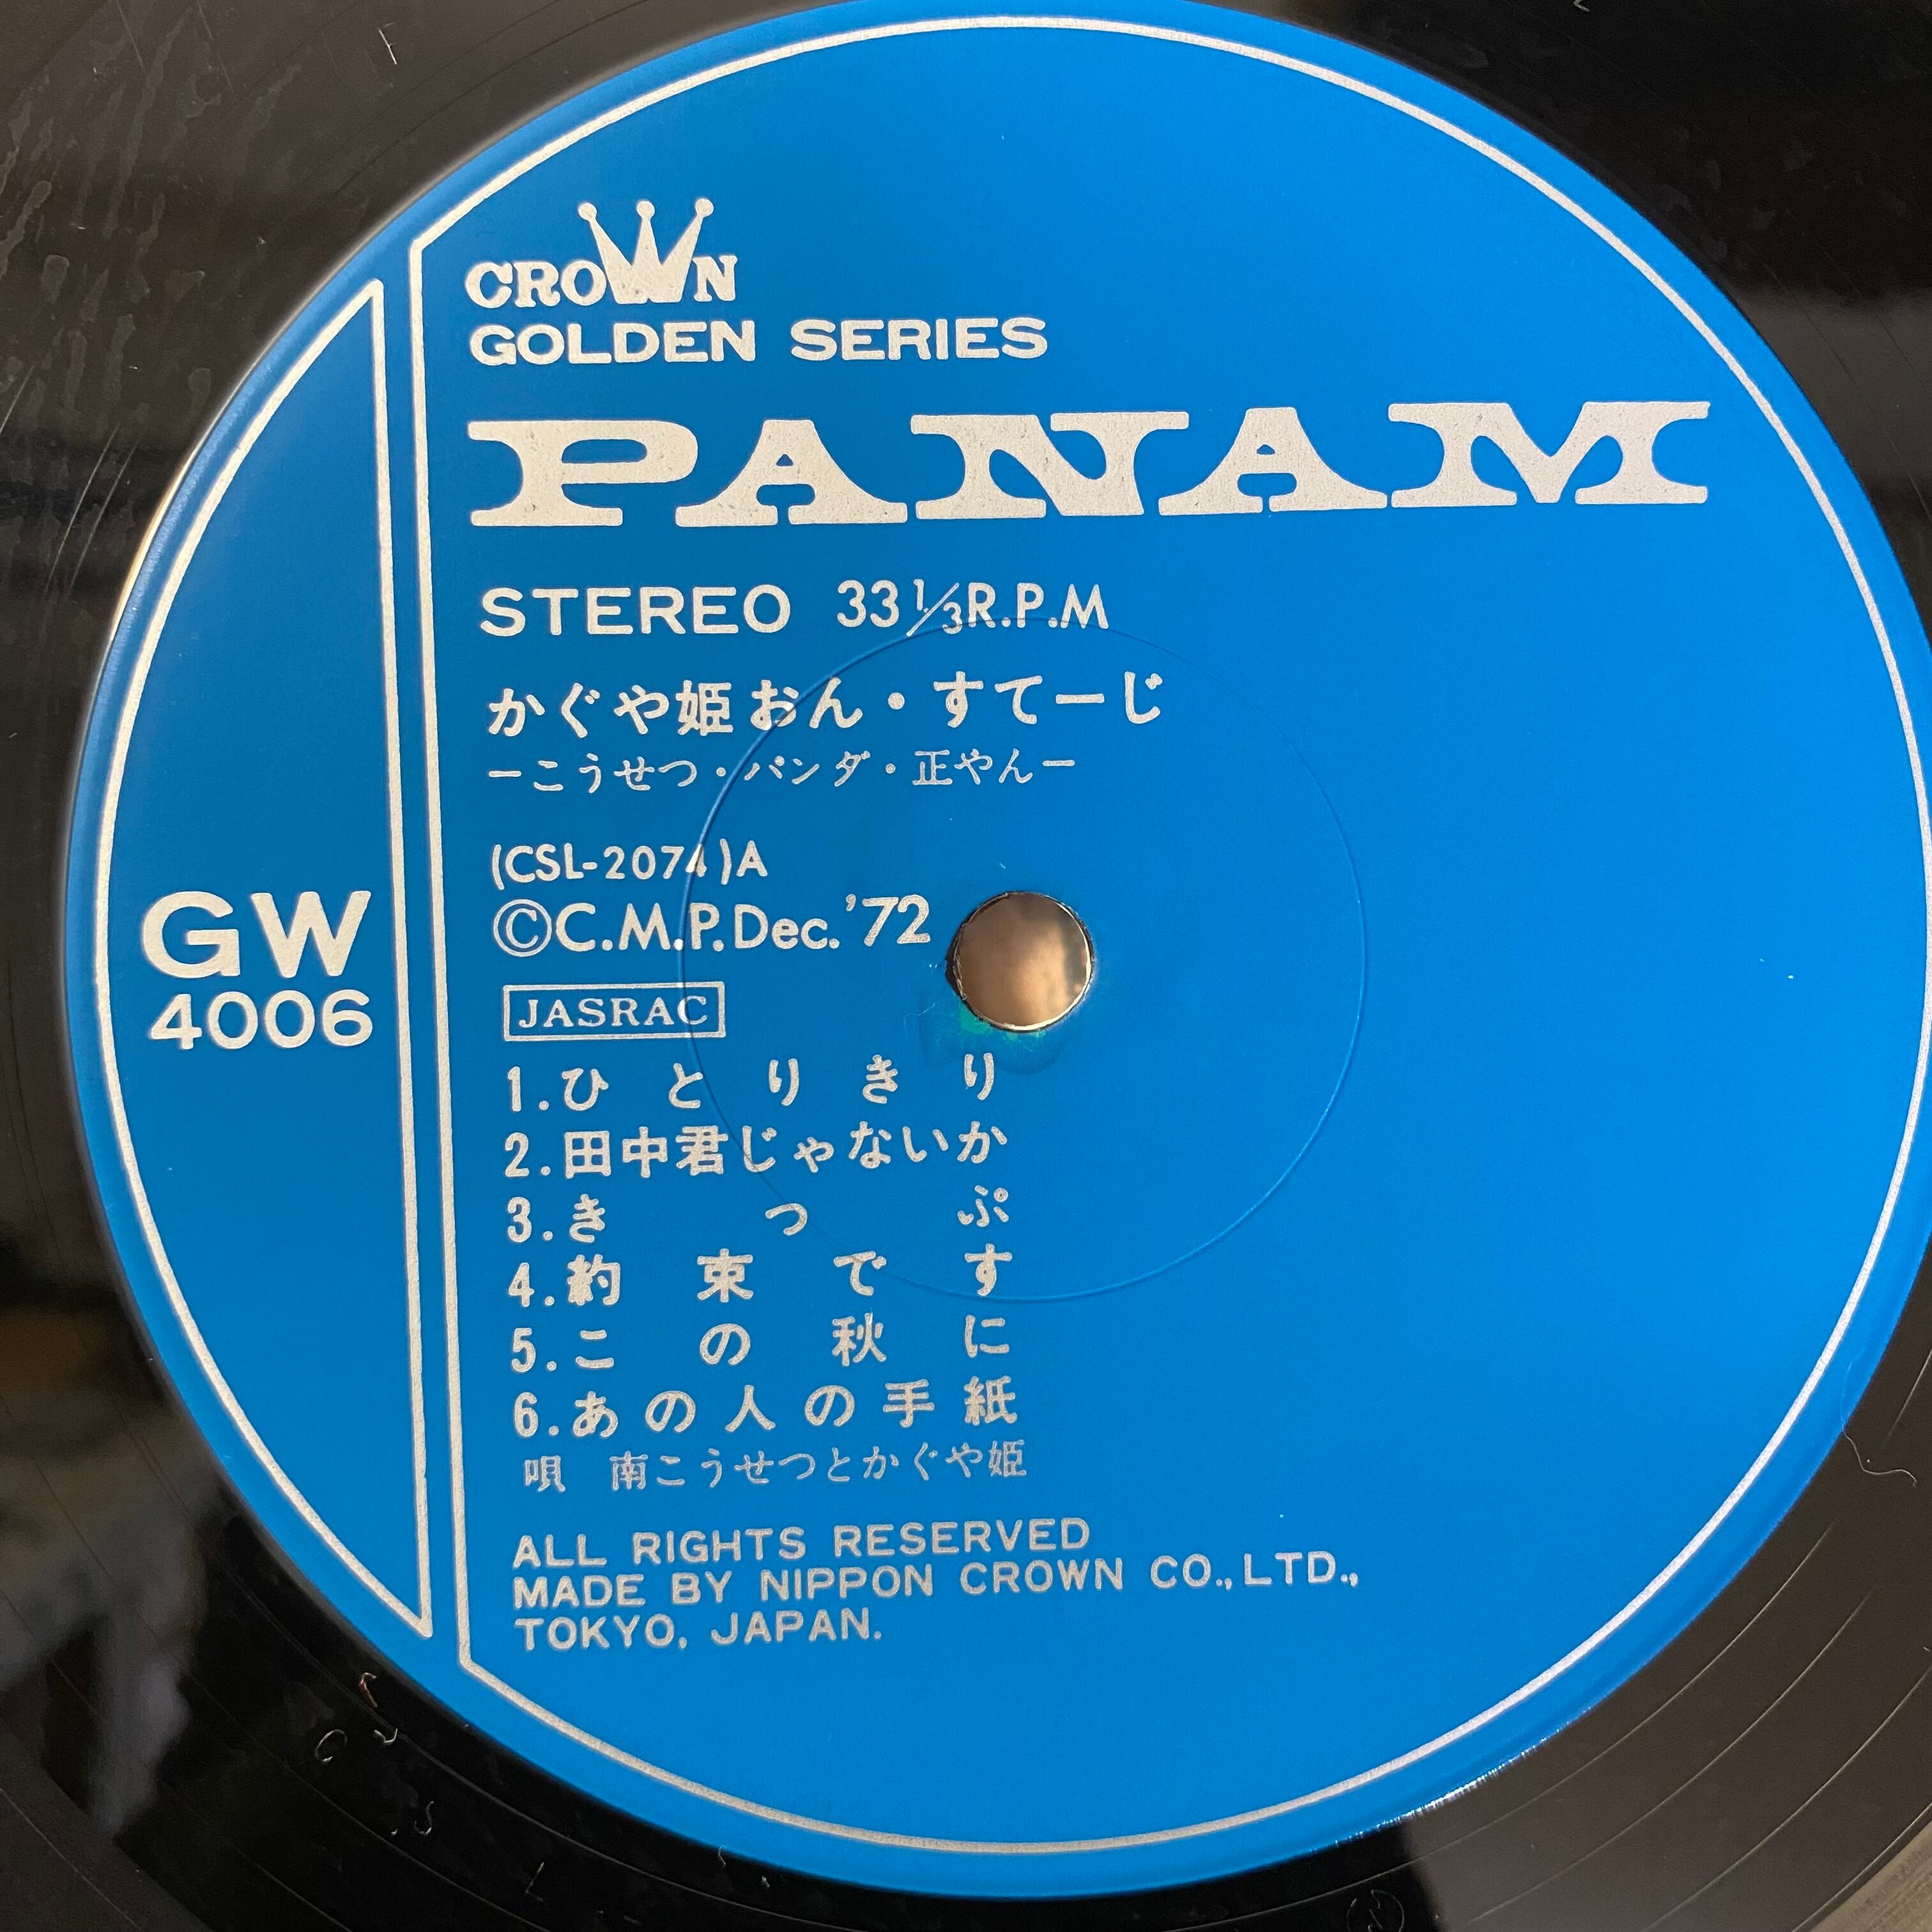 CROWN
GOLDEN SERIES
PANAM
STEREO 33⅓R.P.M
かぐや姫おん・すてーじ
ーこうせつ・パンダ・正やんー
(CSL-2074)A
©C.M.P.Dec.'72
GW
4006
JASRAC
1.ひとりきり
2.田中君じゃないか
3.きっぷ
4.約束です
5.この秋に
6.あの人の手紙
唄 南こうせつとかぐや姫
ALL RIGHTS RESERVED
MADE BY NIPPON CROWN CO.,LTD.,
TOKYO, JAPAN.